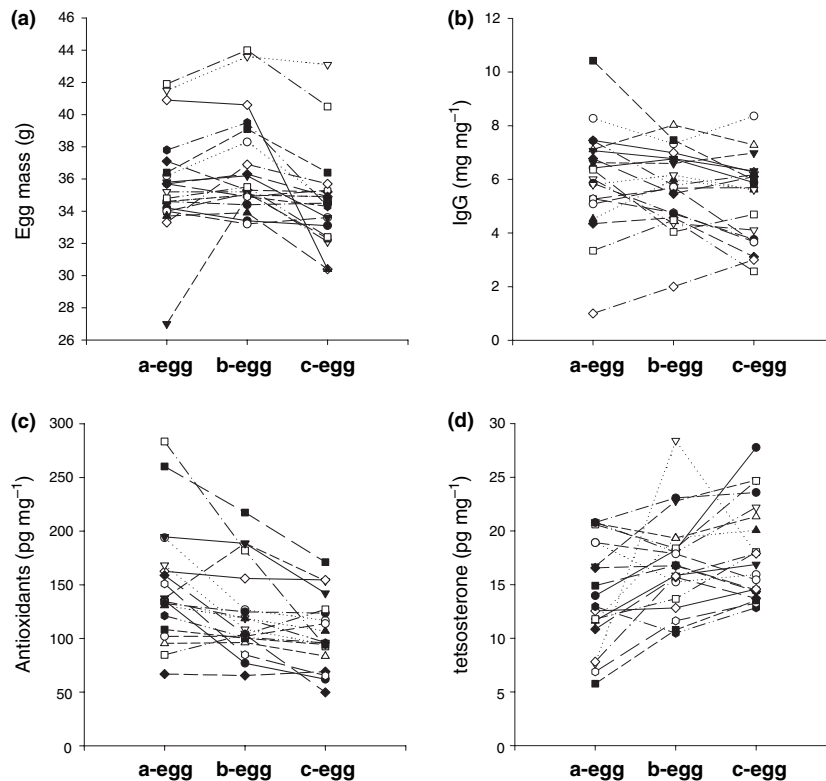 (a)
46
44
42
40
38
36
34
32
30
28
26
Egg mass (g)
a-egg b-egg c-egg
(b)
12
10
8
6
4
2
0
IgG (mg mg⁻¹)
a-egg b-egg c-egg
(c)
300
250
200
150
100
50
0
Antioxidants (pg mg⁻¹)
a-egg b-egg c-egg
(d)
30
25
20
15
10
5
0
tetsosterone (pg mg⁻¹)
a-egg b-egg c-egg